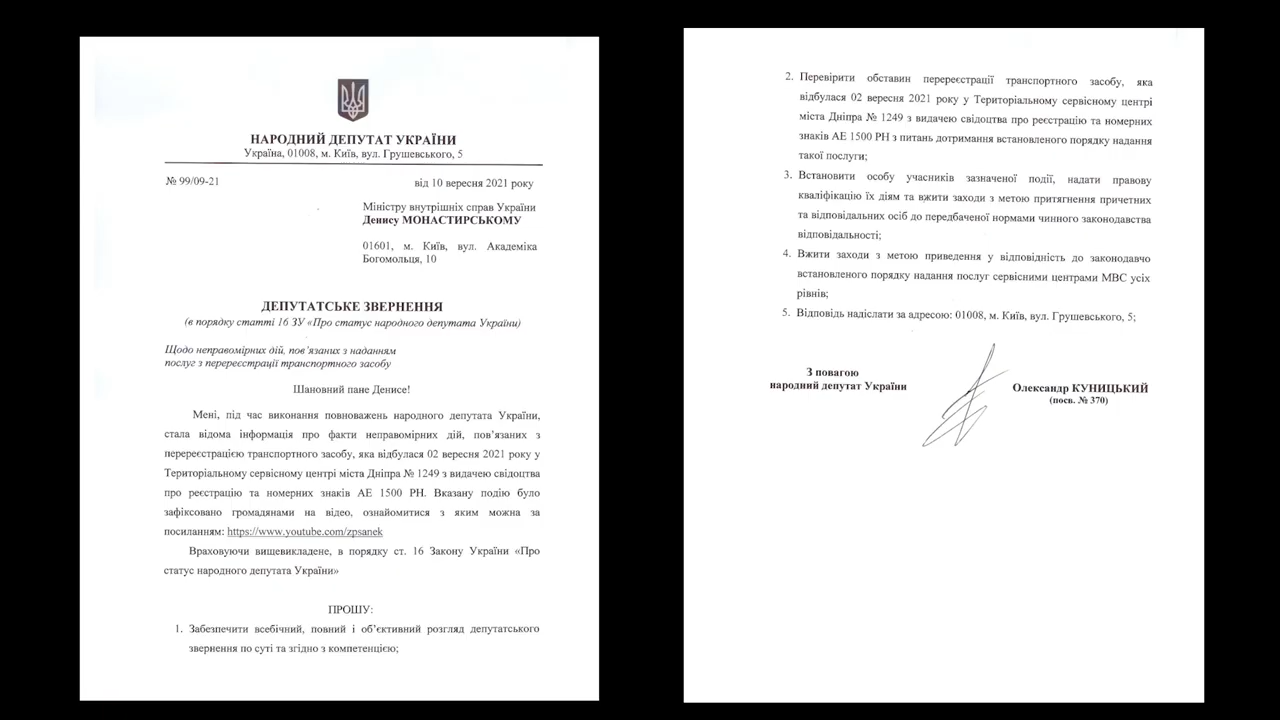 НАРОДНИЙ ДЕПУТАТ УКРАЇНИ
Україна, 01008, м. Київ, вул. Грушевського, 5
№ 99/09-21
від 10 вересня 2021 року
Міністру внутрішніх справ України
Денису МОНАСТИРСЬКОМУ
01601, м. Київ, вул. Академіка
Богомольця, 10
ДЕПУТАТСЬКЕ ЗВЕРНЕННЯ
(в порядку статті 16 ЗУ «Про статус народного депутата України)
Щодо неправомірних дій, пов’язаних з наданням
послуг з перереєстрації транспортного засобу
Шановний пане Денисе!
Мені, під час виконання повноважень народного депутата України,
стала відома інформація про факти неправомірних дій, пов’язаних з
перереєстрацією транспортного засобу, яка відбулася 02 вересня 2021 року у
Територіальному сервісному центрі міста Дніпра № 1249 з видачею свідоцтва
про реєстрацію та номерних знаків АЕ 1500 РН. Вказану подію було
зафіксовано громадянами на відео, ознайомитися з яким можна за
посиланням: https://www.youtube.com/zpsanek
Враховуючи вищевикладене, в порядку ст. 16 Закону України «Про
статус народного депутата України»
ПРОШУ:
1. Забезпечити всебічний, повний і об’єктивний розгляд депутатського
звернення по суті та згідно з компетенцією;
2. Перевірити обставин перереєстрації транспортного засобу, яка
відбулася 02 вересня 2021 року у Територіальному сервісному центрі
міста Дніпра № 1249 з видачею свідоцтва про реєстрацію та номерних
знаків АЕ 1500 РН з питань дотримання встановленого порядку надання
такої послуги;
3. Встановити особу учасників зазначеної події, надати правову
кваліфікацію їх діям та вжити заходи з метою притягнення причетних
та відповідальних осіб до передбаченої нормами чинного законодавства
відповідальності;
4. Вжити заходи з метою приведення у відповідність до законодавчо
встановленого порядку надання послуг сервісними центрами МВС усіх
рівнів;
5. Відповідь надіслати за адресою: 01008, м. Київ, вул. Грушевського, 5;
З повагою
народний депутат України
Олександр КУНИЦЬКИЙ
(посв. № 370)